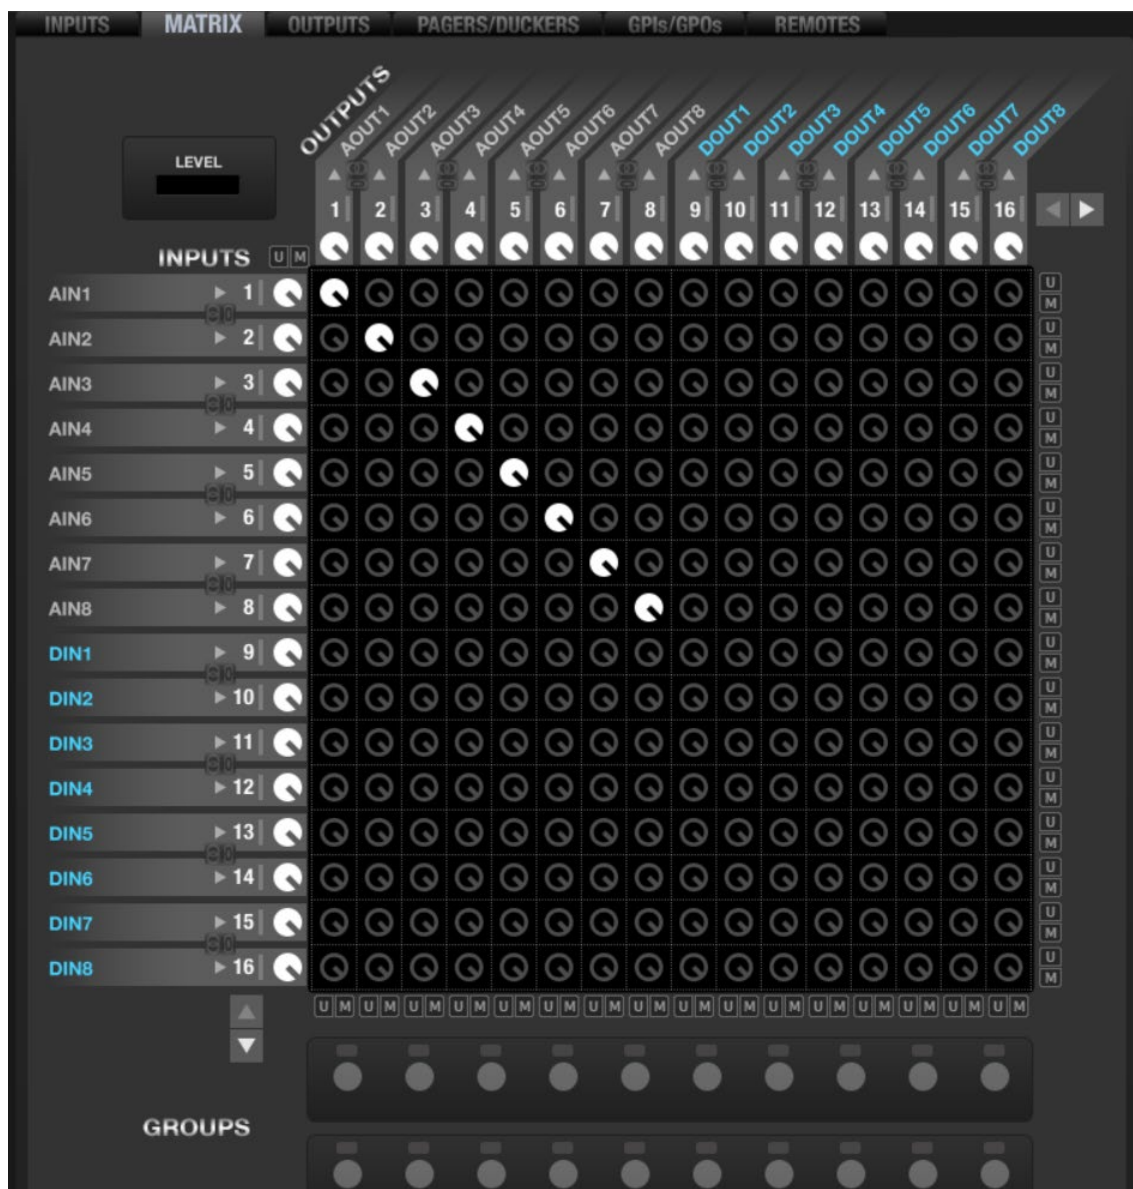 INPUTS MATRIX OUTPUTS PAGERS/DUCKERS GPIs/GPOs REMOTES
OUTPUTS AOUT1 AOUT2 AOUT3 AOUT4 AOUT5 AOUT6 AOUT7 AOUT8 DOUT1 DOUT2 DOUT3 DOUT4 DOUT5 DOUT6 DOUT7 DOUT8
LEVEL
1 2 3 4 5 6 7 8 9 10 11 12 13 14 15 16
INPUTS U M
AIN1 1 U M
AIN2 2 U M
AIN3 3 U M
AIN4 4 U M
AIN5 5 U M
AIN6 6 U M
AIN7 7 U M
AIN8 8 U M
DIN1 9 U M
DIN2 10 U M
DIN3 11 U M
DIN4 12 U M
DIN5 13 U M
DIN6 14 U M
DIN7 15 U M
DIN8 16 U M
U M U M U M U M U M U M U M U M U M U M U M U M U M U M U M U M
GROUPS